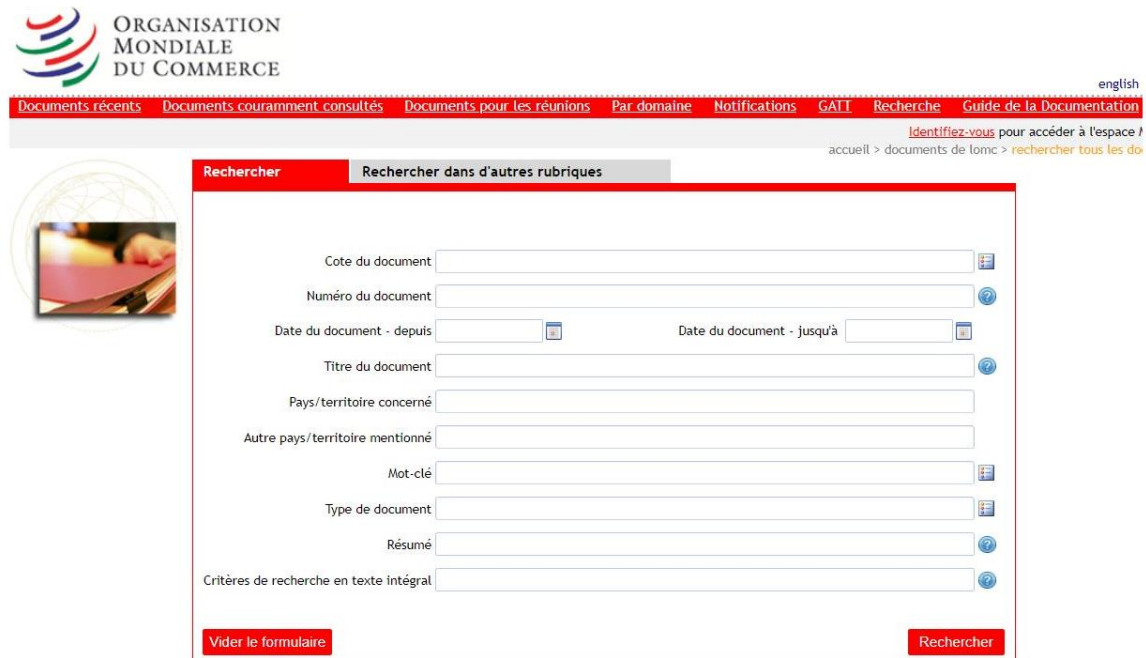 ORGANISATION
MONDIALE
DU COMMERCE
english
Documents récents Documents couramment consultés Documents pour les réunions Par domaine Notifications GATT Recherche Guide de la Documentation
Identifiez-vous pour accéder à l'espace
accueil > documents de lomc > rechercher tous les
Rechercher Rechercher dans d'autres rubriques
Cote du document
Numéro du document
Date du document - depuis Date du document - jusqu'à
Titre du document
Pays/territoire concerné
Autre pays/territoire mentionné
Mot-clé
Type de document
Résumé
Critères de recherche en texte intégral
Vider le formulaire Rechercher